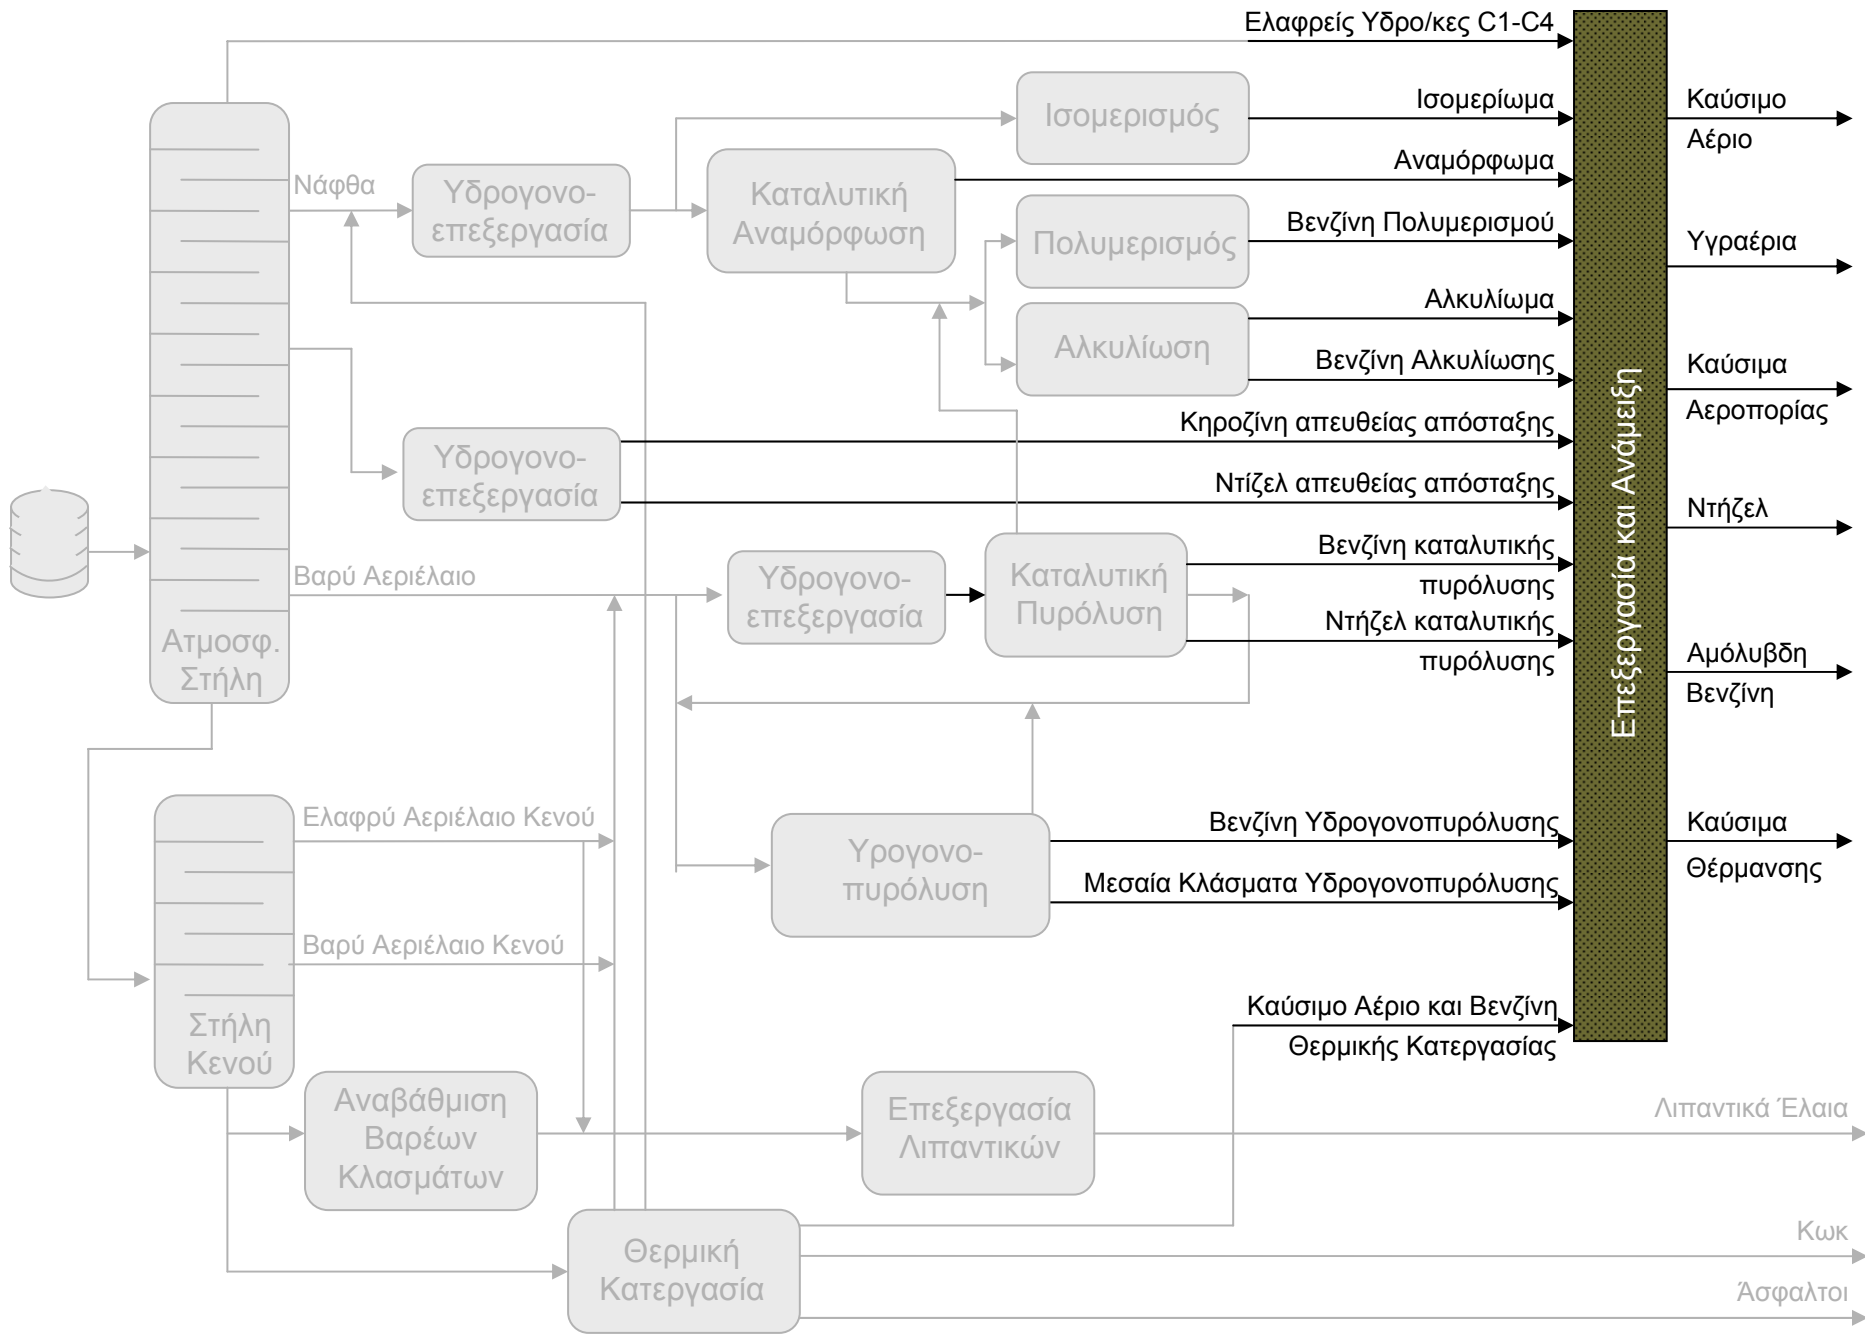 Ελαφρείς Υδρο/κες C1-C4
Ισομερισμός
Ισομερίωμα
Καύσιμο
Αέριο
Νάφθα
Υδρογονο-
επεξεργασία
Καταλυτική
Αναμόρφωση
Αναμόρφωμα
Πολυμερισμός
Βενζίνη Πολυμερισμού
Υγραέρια
Αλκυλίωση
Αλκυλίωμα
Βενζίνη Αλκυλίωσης
Καύσιμα
Αεροπορίας
Υδρογονο-
επεξεργασία
Κηροζίνη απευθείας απόσταξης
Ντίζελ απευθείας απόσταξης
Ντήζελ
Επεξεργασία και Ανάμειξη
Βαρύ Αεριέλαιο
Υδρογονο-
επεξεργασία
Καταλυτική
Πυρόλυση
Βενζίνη καταλυτικής
πυρόλυσης
Ντήζελ καταλυτικής
πυρόλυσης
Αμόλυβδη
Βενζίνη
Ατμοσφ.
Στήλη
Ελαφρύ Αεριέλαιο Κενού
Υρογονο-
πυρόλυση
Βενζίνη Υδρογονοπυρόλυσης
Μεσαία Κλάσματα Υδρογονοπυρόλυσης
Καύσιμα
Θέρμανσης
Βαρύ Αεριέλαιο Κενού
Στήλη
Κενού
Καύσιμο Αέριο και Βενζίνη
Θερμικής Κατεργασίας
Αναβάθμιση
Βαρέων
Κλασμάτων
Επεξεργασία
Λιπαντικών
Λιπαντικά Έλαια
Θερμική
Κατεργασία
Κωκ
Άσφαλτοι